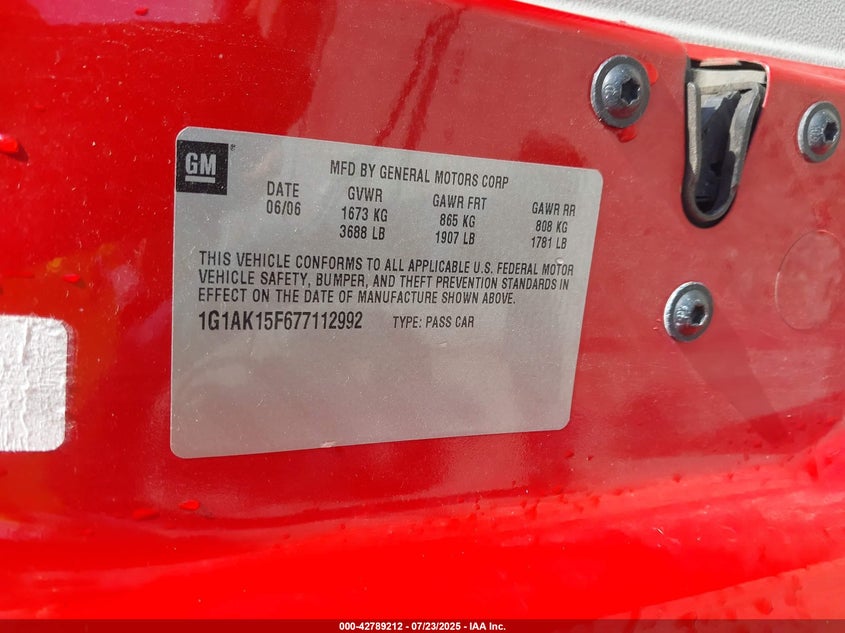 GM
MFD BY GENERAL MOTORS CORP
DATE GVWR GAWR FRT GAWR RR
06/06 1673 KG 865 KG 808 KG
3688 LB 1907 LB 1781 LB
THIS VEHICLE CONFORMS TO ALL APPLICABLE U.S. FEDERAL MOTOR
VEHICLE SAFETY, BUMPER, AND THEFT PREVENTION STANDARDS IN
EFFECT ON THE DATE OF MANUFACTURE SHOWN ABOVE.
1G1AK15F677112992 TYPE: PASS CAR
000-42789212 - 07/23/2025 - IAA Inc.